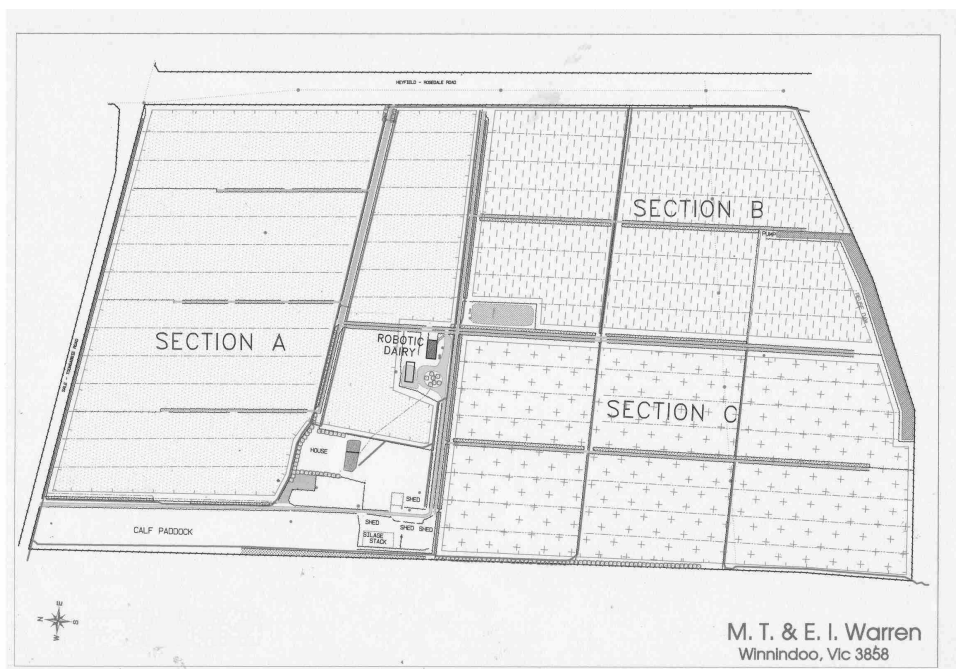 HEYFIELD - ROSEDALE ROAD
SECTION B
PUMP
SECTION A
ROBOTIC
DAIRY
SECTION C
HOUSE
SHED
SHED
SHED SHED
SILAGE
STACK
CALF PADDOCK
N E S W
M. T. & E. I. Warren
Winnindoo, Vic 3858